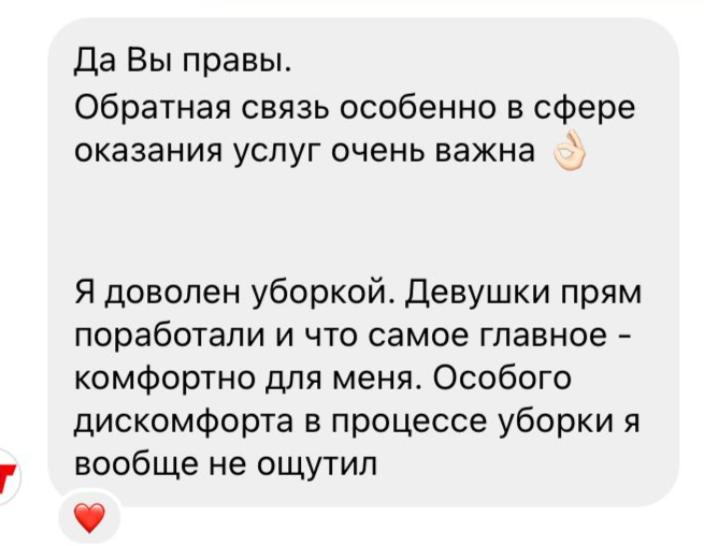 Да Вы правы.
Обратная связь особенно в сфере
оказания услуг очень важна 👌🏻
Я доволен уборкой. Девушки прям
поработали и что самое главное -
комфортно для меня. Особого
дискомфорта в процессе уборки я
вообще не ощутил